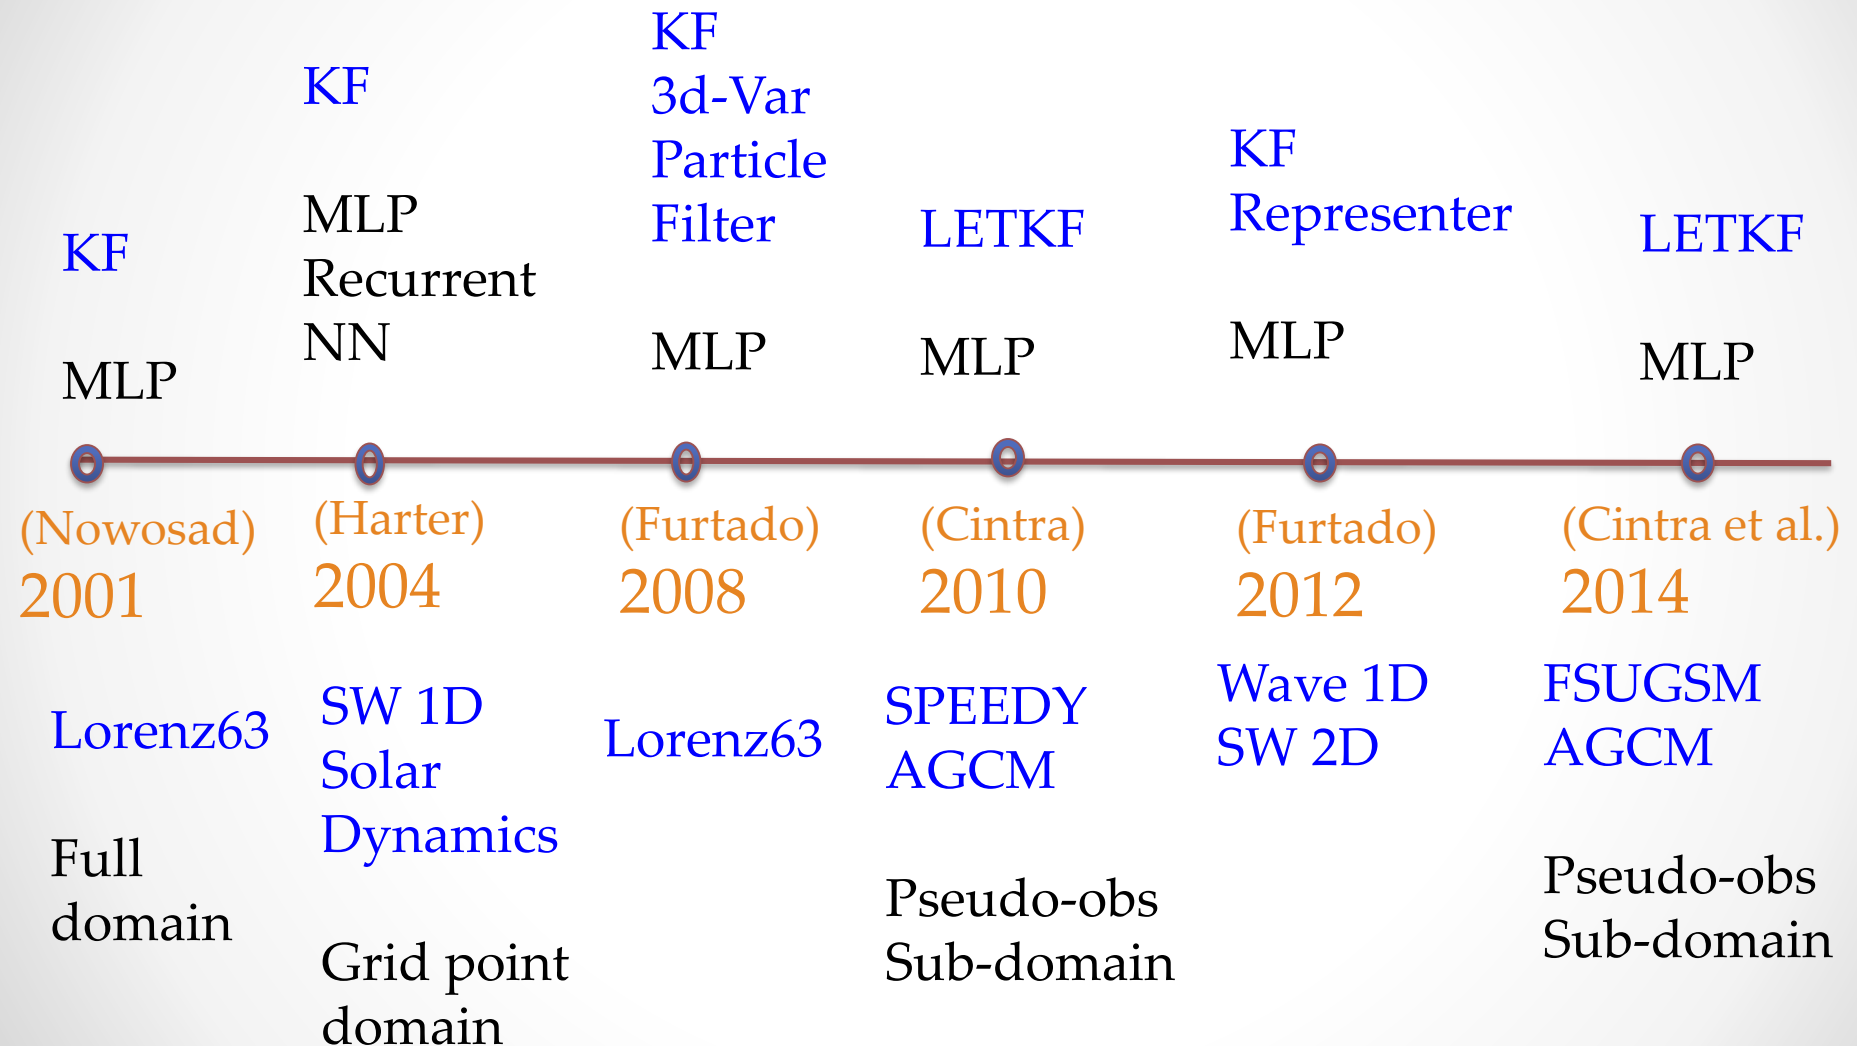 KF
MLP
(Nowosad)
2001
Lorenz63
Full
domain
KF
MLP
Recurrent
NN
(Harter)
2004
SW 1D
Solar
Dynamics
Grid point
domain
KF
3d-Var
Particle
Filter
MLP
(Furtado)
2008
Lorenz63
LETKF
MLP
(Cintra)
2010
SPEEDY
AGCM
Pseudo-obs
Sub-domain
KF
Representer
MLP
(Furtado)
2012
Wave 1D
SW 2D
LETKF
MLP
(Cintra et al.)
2014
FSUGSM
AGCM
Pseudo-obs
Sub-domain